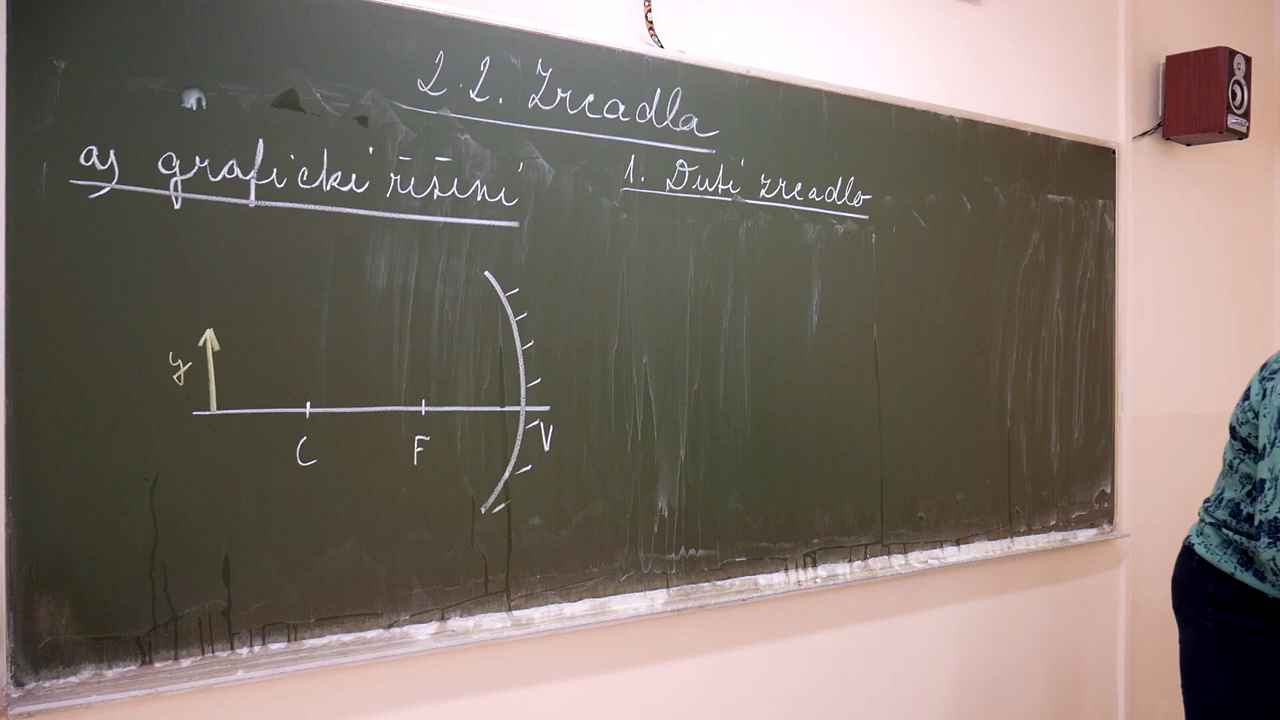 2.2. Zrcadla
a) grafické řešení
1. Duté zrcadlo
y
C F V